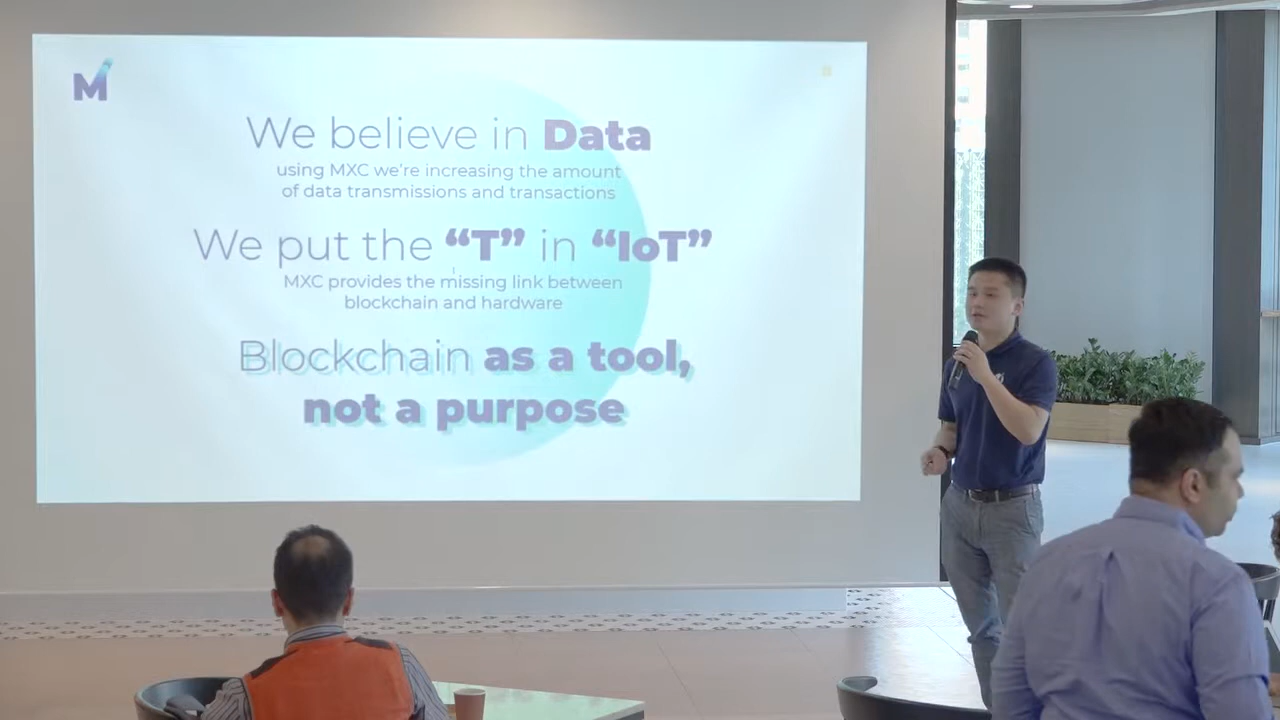 M
We believe in Data
using MXC we're increasing the amount
of data transmissions and transactions
We put the “T” in “IoT”
MXC provides the missing link between
blockchain and hardware
Blockchain as a tool,
not a purpose